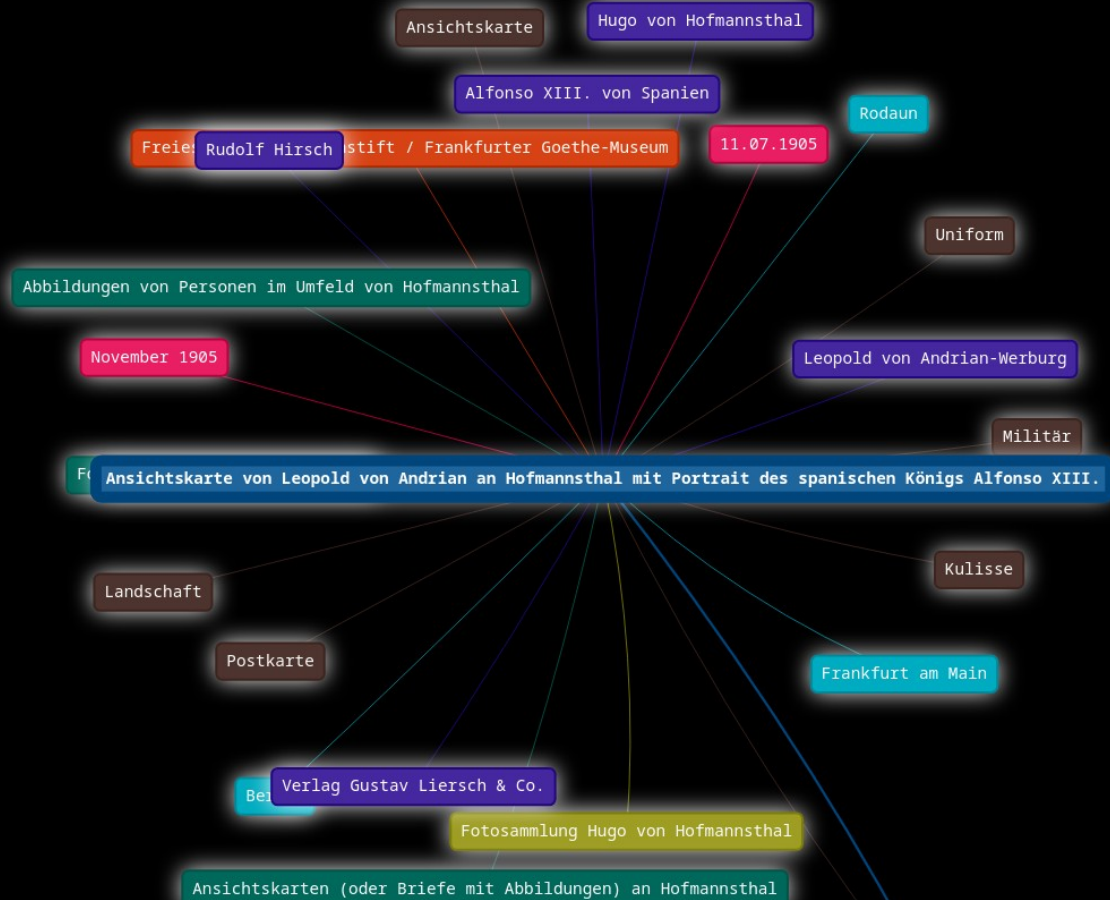 Ansichtskarte
Hugo von Hofmannsthal
Alfonso XIII. von Spanien
Rodaun
Rudolf Hirsch
/ Frankfurter Goethe-Museum
11.07.1905
Uniform
Abbildungen von Personen im Umfeld von Hofmannsthal
November 1905
Leopold von Andrian-Werburg
Militär
Ansichtskarte von Leopold von Andrian an Hofmannsthal mit Portrait des spanischen Königs Alfonso XIII.
Kulisse
Landschaft
Postkarte
Frankfurt am Main
Verlag Gustav Liersch & Co.
Fotosammlung Hugo von Hofmannsthal
Ansichtskarten (oder Briefe mit Abbildungen) an Hofmannsthal